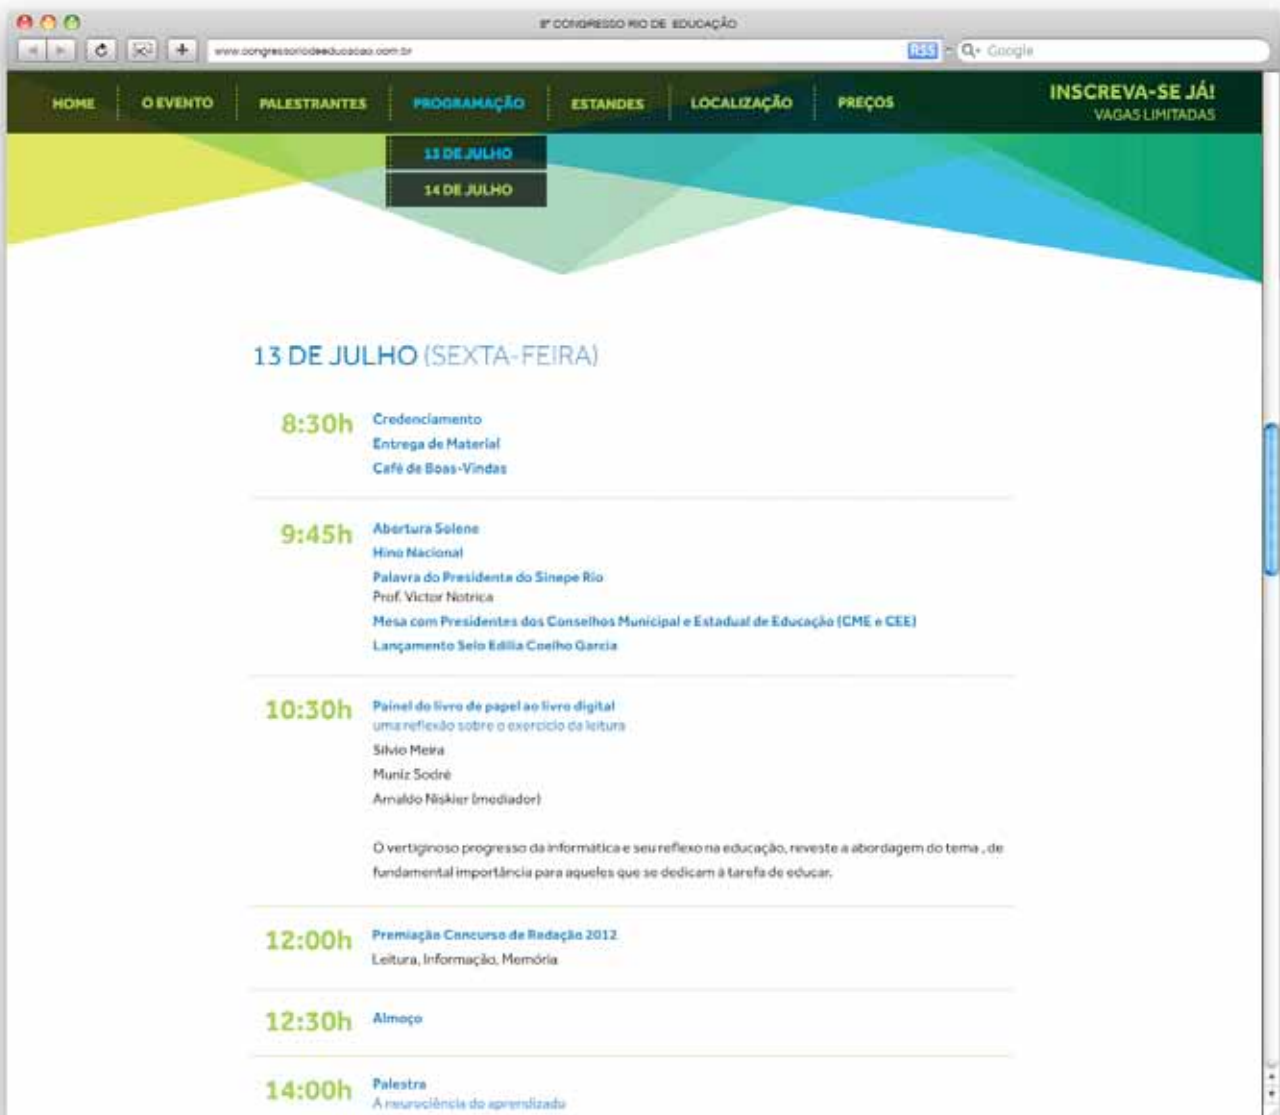 8º CONGRESSO RIO DE EDUCAÇÃO
www.congressoriodeeducacao.com.br
RSS
Google
HOME
O EVENTO
PALESTRANTES
PROGRAMAÇÃO
ESTANDES
LOCALIZAÇÃO
PREÇOS
INSCREVA-SE JÁ!
VAGAS LIMITADAS
13 DE JULHO
14 DE JULHO
13 DE JULHO (SEXTA-FEIRA)
8:30h
Credenciamento
Entrega de Material
Café de Boas-Vindas
9:45h
Abertura Solene
Hino Nacional
Palavra do Presidente do Sinepe Rio
Prof. Victor Notrica
Mesa com Presidentes dos Conselhos Municipal e Estadual de Educação (CME e CEE)
Lançamento Selo Edília Coelho Garcia
10:30h
Painel do livro de papel ao livro digital
uma reflexão sobre o exercício da leitura
Silvio Meira
Muniz Sodré
Arnaldo Niskier (mediador)
O vertiginoso progresso da informática e seu reflexo na educação, reveste a abordagem do tema , de
fundamental importância para aqueles que se dedicam à tarefa de educar.
12:00h
Premiação Concurso de Redação 2012
Leitura, Informação, Memória
12:30h
Almoço
14:00h
Palestra
A neurociência do aprendizado